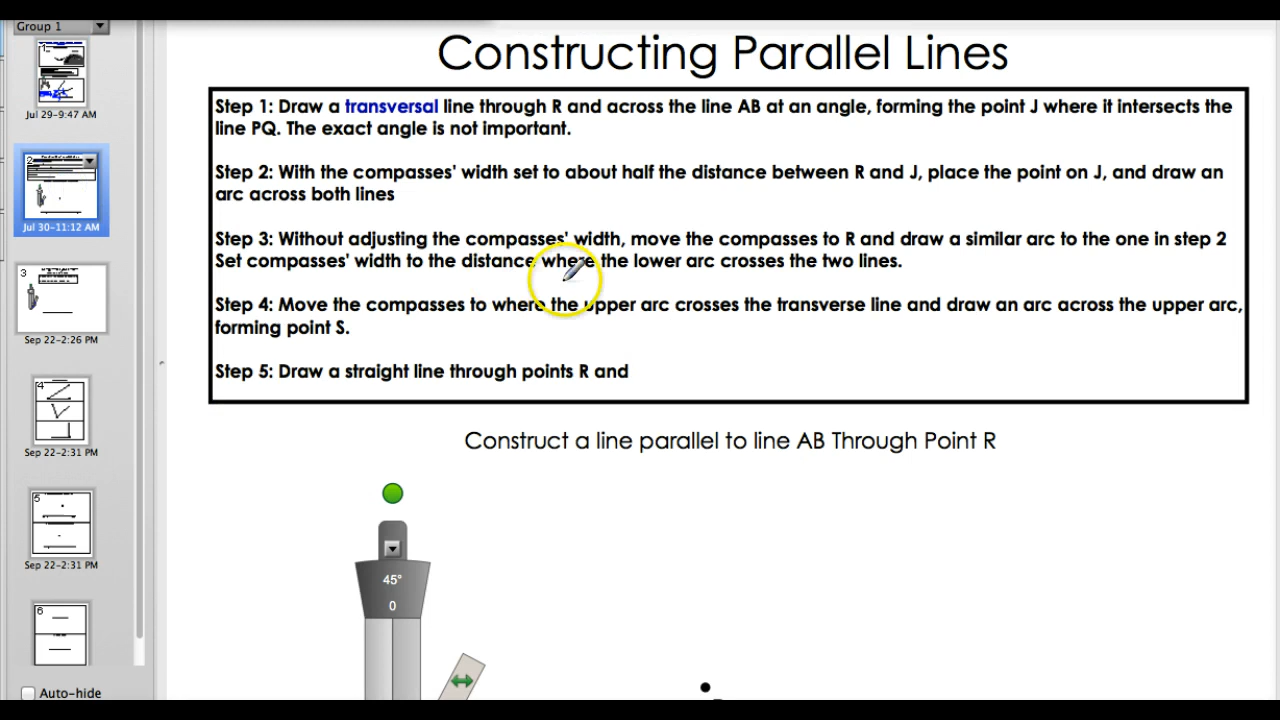 Group 1
1
Jul 29-9:47 AM
2
Jul 30-11:12 AM
3
Sep 22-2:26 PM
4
Sep 22-2:31 PM
5
Sep 22-2:31 PM
6
Auto-hide
Constructing Parallel Lines
Step 1: Draw a transversal line through R and across the line AB at an angle, forming the point J where it intersects the
line PQ. The exact angle is not important.
Step 2: With the compasses' width set to about half the distance between R and J, place the point on J, and draw an
arc across both lines
Step 3: Without adjusting the compasses' width, move the compasses to R and draw a similar arc to the one in step 2
Set compasses' width to the distance where the lower arc crosses the two lines.
Step 4: Move the compasses to where the upper arc crosses the transverse line and draw an arc across the upper arc,
forming point S.
Step 5: Draw a straight line through points R and
Construct a line parallel to line AB Through Point R
45°
0